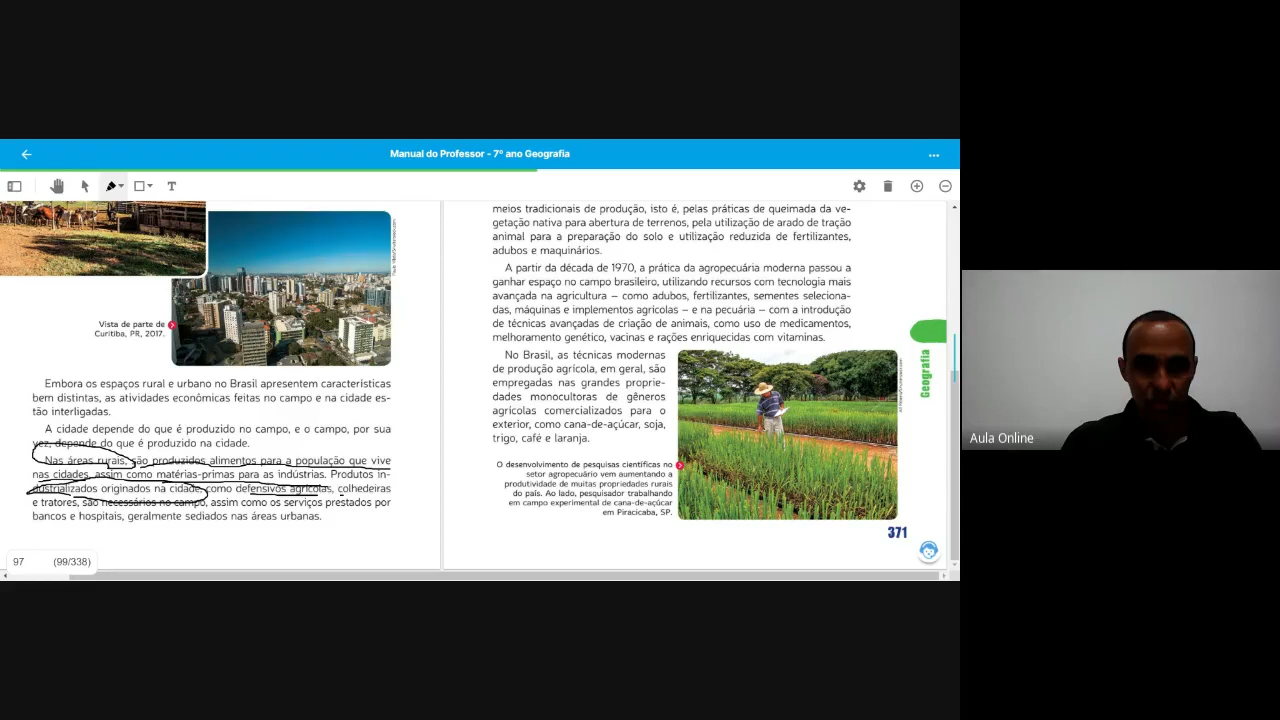 Manual do Professor - 7º ano Geografia
...
T
Vista de parte de
Curitiba, PR, 2017.
Embora os espaços rural e urbano no Brasil apresentem características
bem distintas, as atividades econômicas feitas no campo e na cidade es-
tão interligadas.
A cidade depende do que é produzido no campo, e o campo, por sua
vez, depende do que é produzido na cidade.
Nas áreas rurais, são produzidos alimentos para a população que vive
nas cidades, assim como matérias-primas para as indústrias. Produtos in-
dustrializados originados na cidade, como defensivos agrícolas, colhedeiras
e tratores, são necessários no campo, assim como os serviços prestados por
bancos e hospitais, geralmente sediados nas áreas urbanas.
97 (99/338)
meios tradicionais de produção, isto é, pelas práticas de queimada da ve-
getação nativa para abertura de terrenos, pela utilização de arado de tração
animal para a preparação do solo e utilização reduzida de fertilizantes,
adubos e maquinários.
A partir da década de 1970, a prática da agropecuária moderna passou a
ganhar espaço no campo brasileiro, utilizando recursos com tecnologia mais
avançada na agricultura – como adubos, fertilizantes, sementes seleciona-
das, máquinas e implementos agrícolas – e na pecuária – com a introdução
de técnicas avançadas de criação de animais, como uso de medicamentos,
melhoramento genético, vacinas e rações enriquecidas com vitaminas.
No Brasil, as técnicas modernas
de produção agrícola, em geral, são
empregadas nas grandes proprie-
dades monocultoras de gêneros
agrícolas comercializados para o
exterior, como cana-de-açúcar, soja,
trigo, café e laranja.
O desenvolvimento de pesquisas científicas no
setor agropecuário vem aumentando a
produtividade de muitas propriedades rurais
do país. Ao lado, pesquisador trabalhando
em campo experimental de cana-de-açúcar
em Piracicaba, SP.
Geografia
371
Aula Online